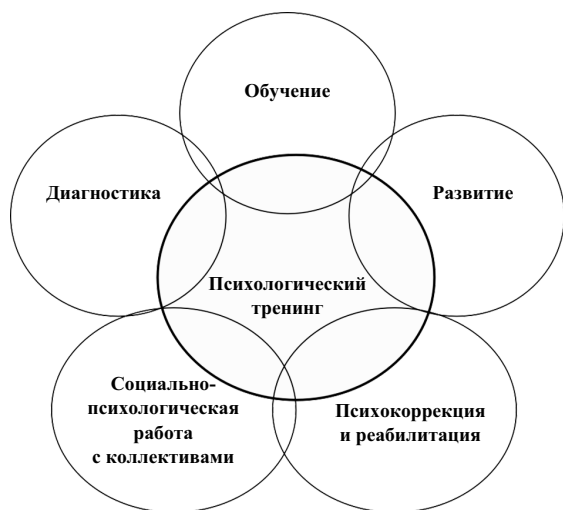 Обучение
Диагностика
Развитие
Психологический
тренинг
Социально-
психологическая
работа
с коллективами
Психокоррекция
и реабилитация